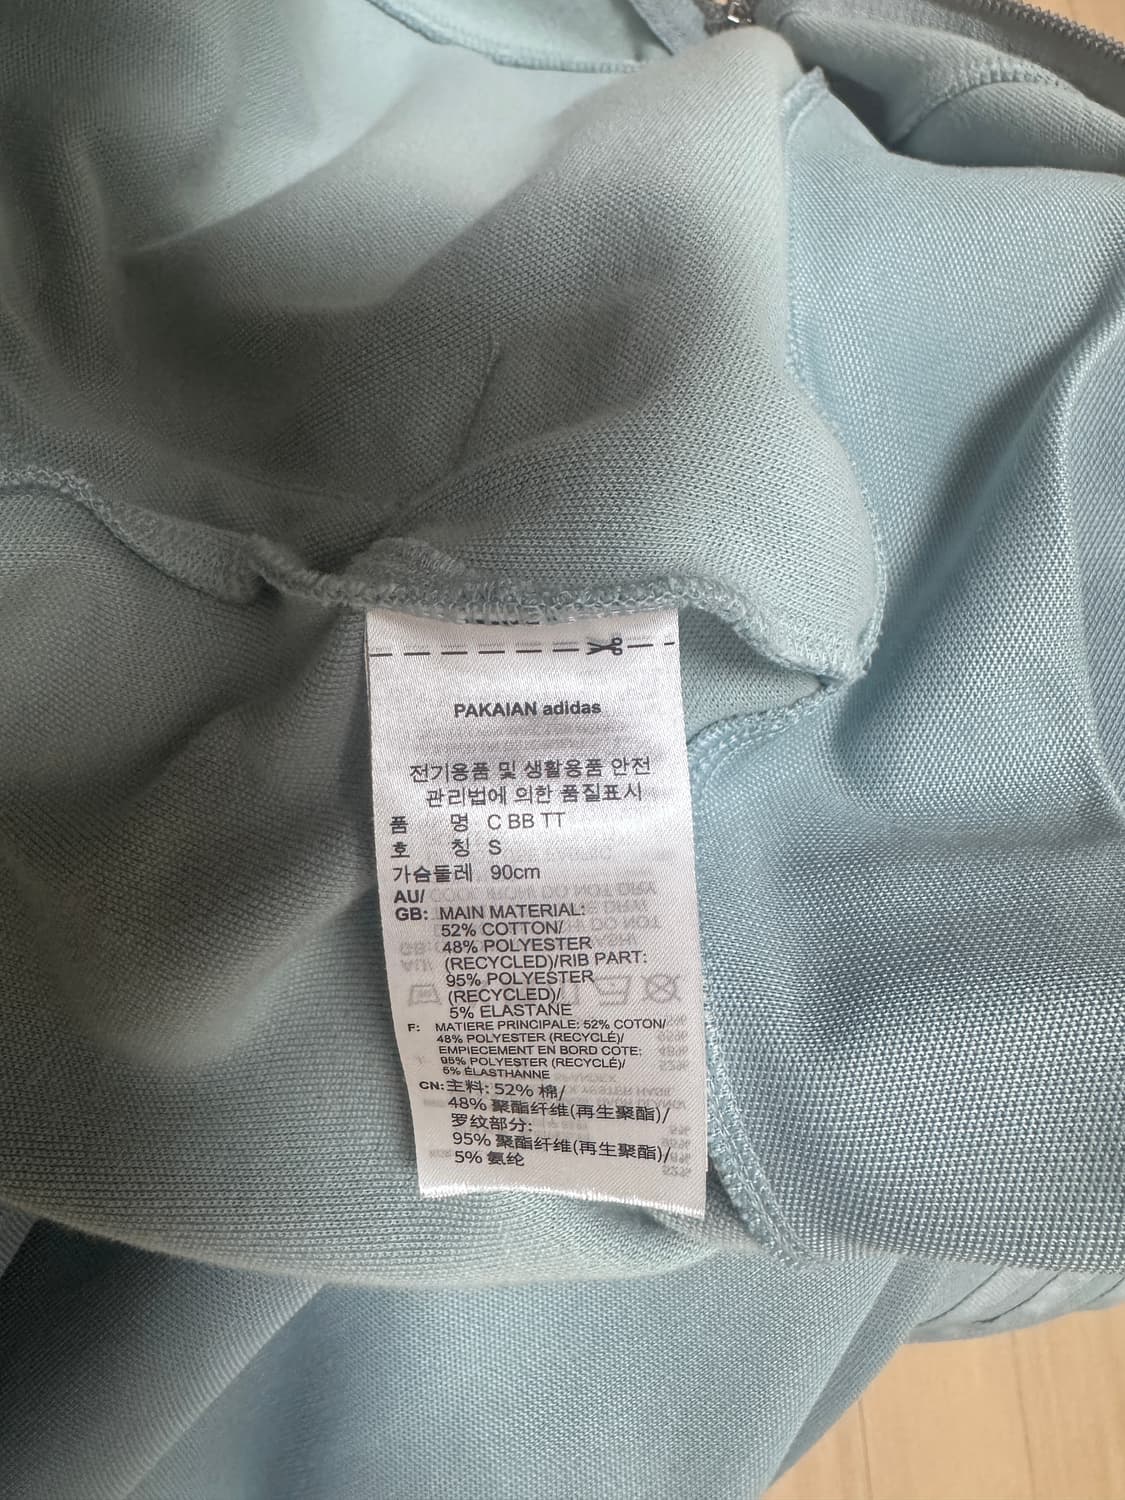 PAKAIAN adidas
전기용품 및 생활용품 안전
관리법에 의한 품질표시
품 명 C BB TT
호 칭 S
가슴둘레 90cm
AU/
GB: MAIN MATERIAL:
52% COTTON/
48% POLYESTER
(RECYCLED)/RIB PART:
95% POLYESTER
(RECYCLED)/
5% ELASTANE
F: MATIERE PRINCIPALE: 52% COTON/
48% POLYESTER (RECYCLÉ)/
EMPIECEMENT EN BORD COTE:
95% POLYESTER (RECYCLÉ)/
5% ÉLASTHANNE
CN: 主料: 52% 棉/
48% 聚酯纤维(再生聚酯)/
罗纹部分:
95% 聚酯纤维(再生聚酯)/
5% 氨纶